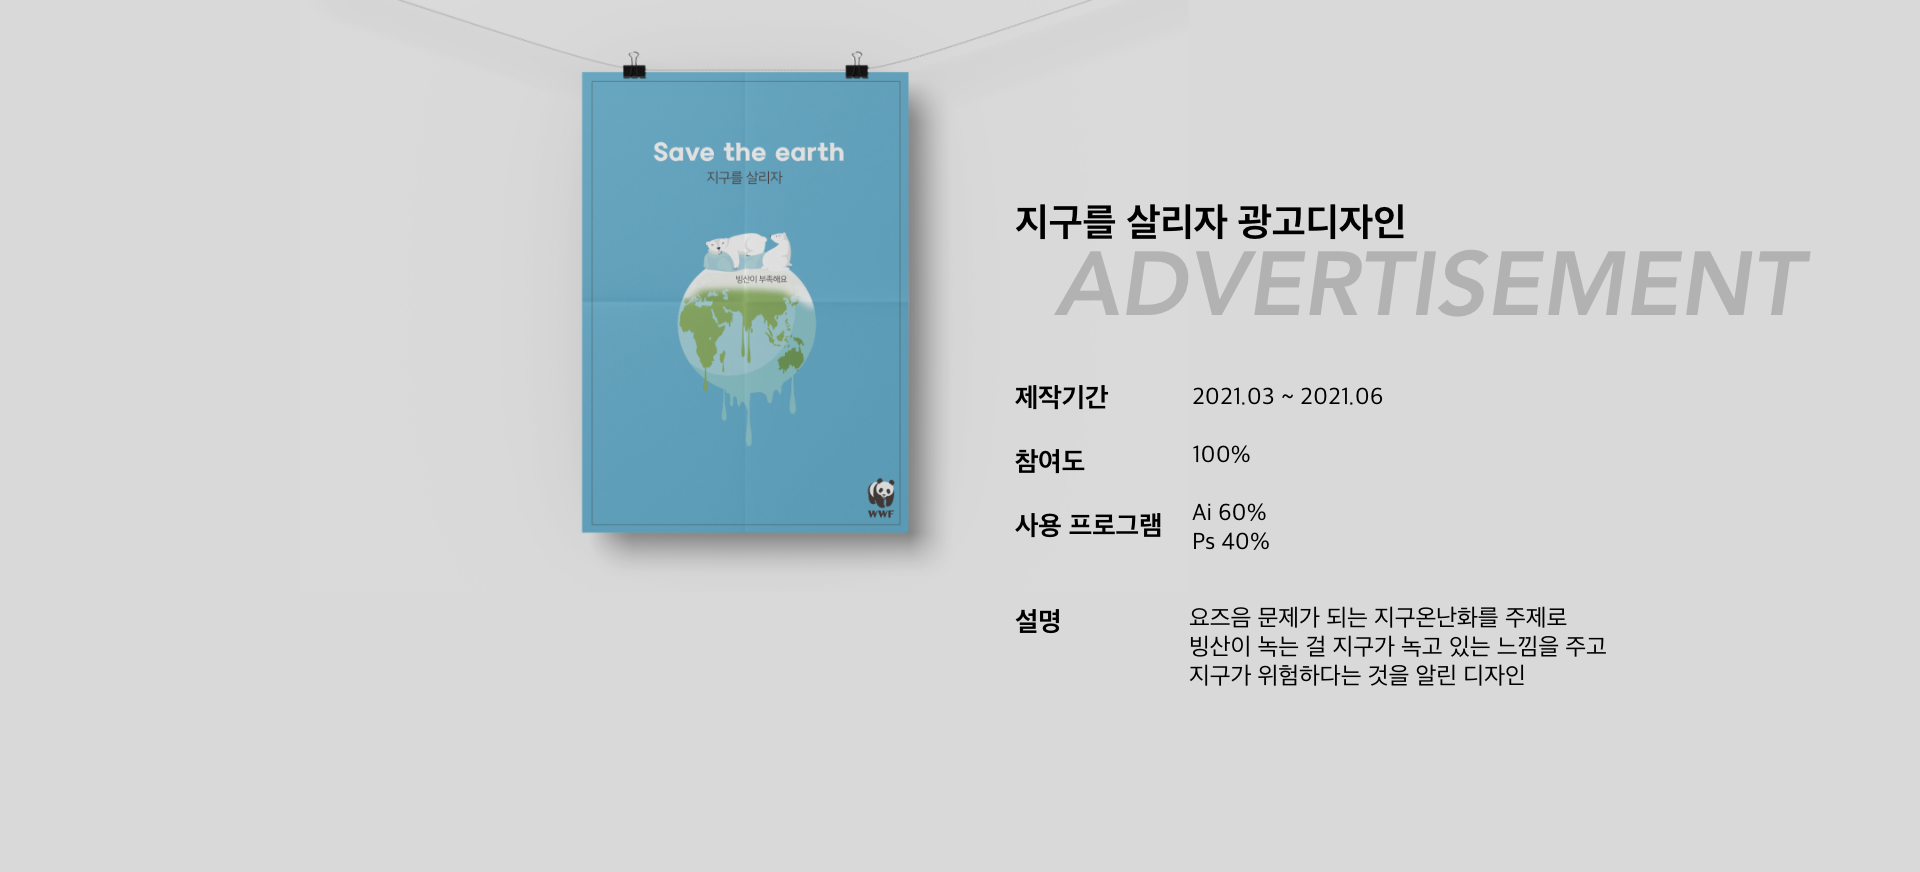 Save the earth
지구를 살리자
빙산이 부족해요
WWF
지구를 살리자 광고디자인
ADVERTISEMENT
제작기간 2021.03 ~ 2021.06
참여도 100%
사용 프로그램 Ai 60%
Ps 40%
설명 요즈음 문제가 되는 지구온난화를 주제로
빙산이 녹는 걸 지구가 녹고 있는 느낌을 주고
지구가 위험하다는 것을 알린 디자인